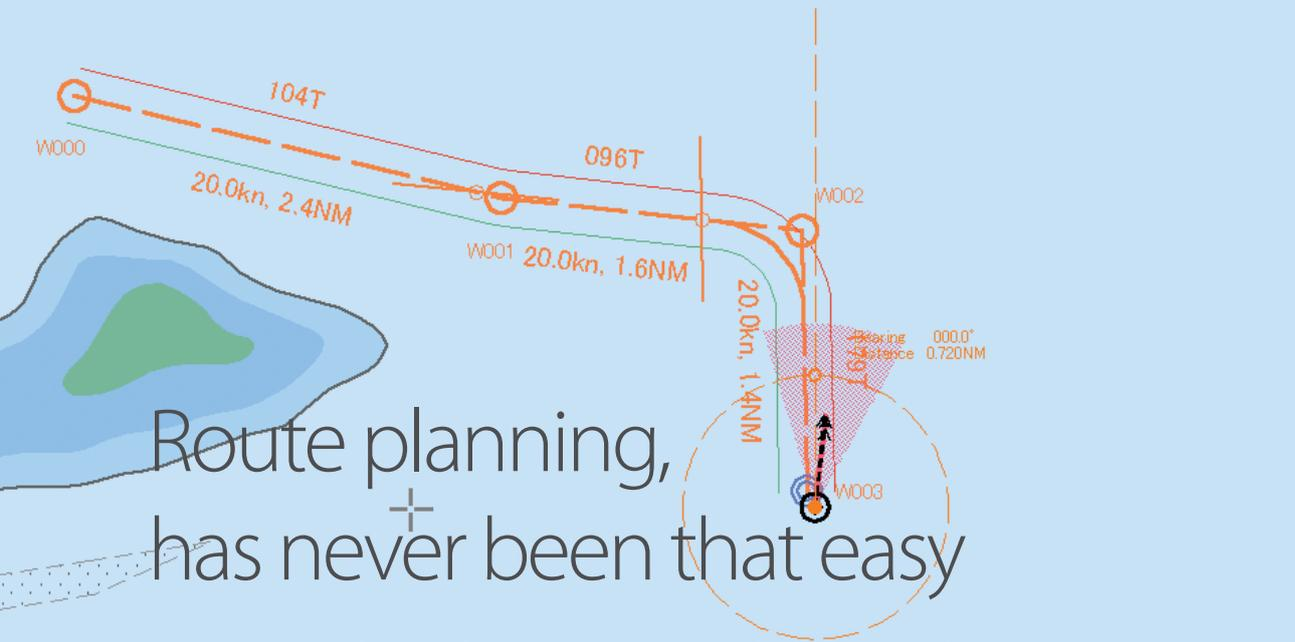 104T
W000
20.0kn, 2.4NM
096T
W002
W001
20.0kn, 1.6NM
20.0kn, 1.4NM
Bearing 000.0°
Distance 0.720NM
W003
Route planning,
has never been that easy